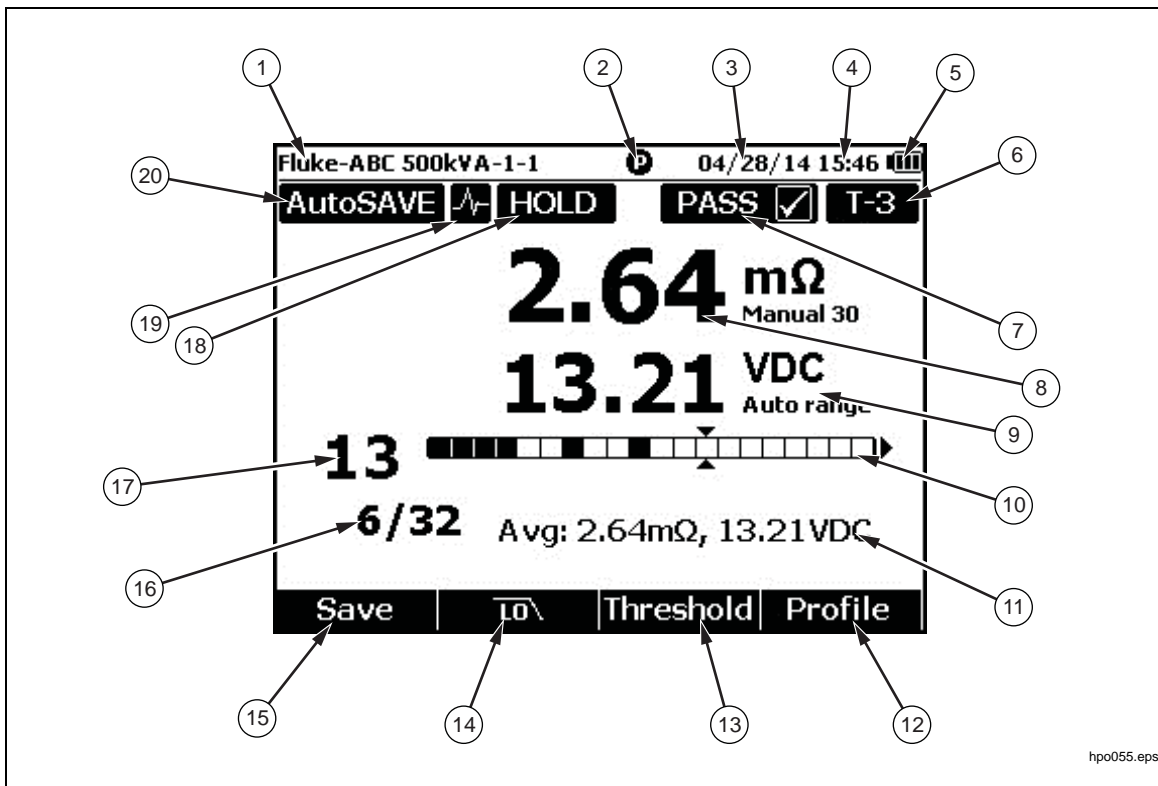 1 2 3 4 5
Fluke-ABC 500kVA-1-1 P 04/28/14 15:46
6
20
AutoSAVE HOLD PASS T-3
2.64 mΩ
Manual 30
19
18
7
13.21 VDC
Auto range
8
9
13
17
10
6/32 Avg: 2.64mΩ, 13.21VDC
16
11
Save LO Threshold Profile
15 14 13 12
hpo055.eps